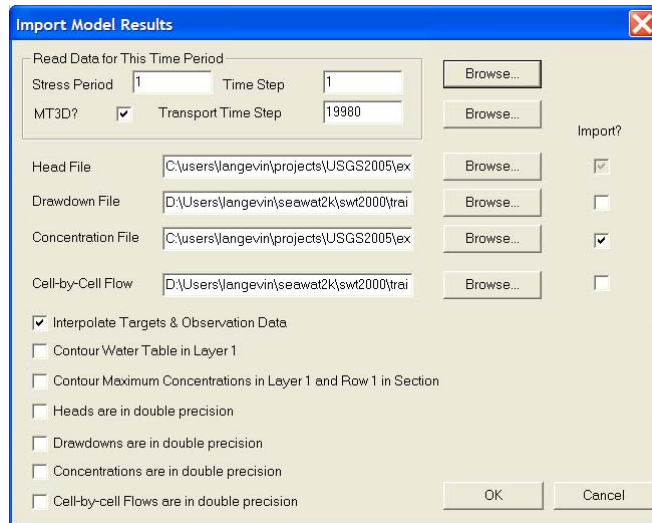 Import Model Results
Read Data for This Time Period
Stress Period 1 Time Step 1 Browse...
MT3D? Transport Time Step 19980 Browse...
Import?
Head File C:\users\langevin\projects\USGS2005\ex Browse...
Drawdown File D:\Users\langevin\seawat2k\swt2000\trai Browse...
Concentration File C:\users\langevin\projects\USGS2005\ex Browse...
Cell-by-Cell Flow D:\Users\langevin\seawat2k\swt2000\trai Browse...
Interpolate Targets & Observation Data
Contour Water Table in Layer 1
Contour Maximum Concentrations in Layer 1 and Row 1 in Section
Heads are in double precision
Drawdowns are in double precision
Concentrations are in double precision
Cell-by-cell Flows are in double precision
OK Cancel